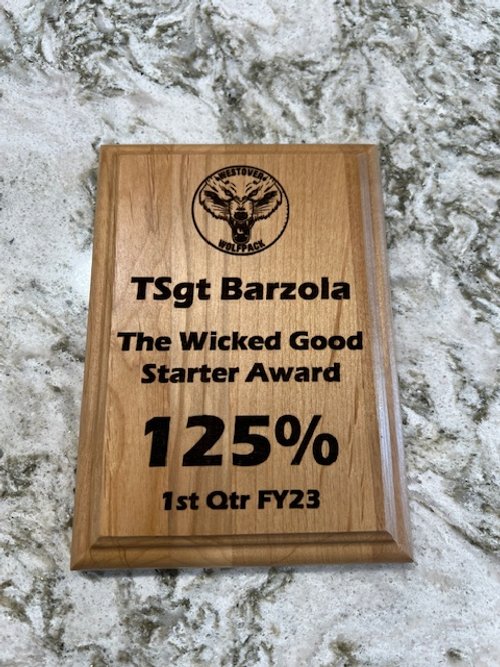 WESTOVER
WOLFPACK
TSgt Barzola
The Wicked Good
Starter Award
125%
1st Qtr FY23